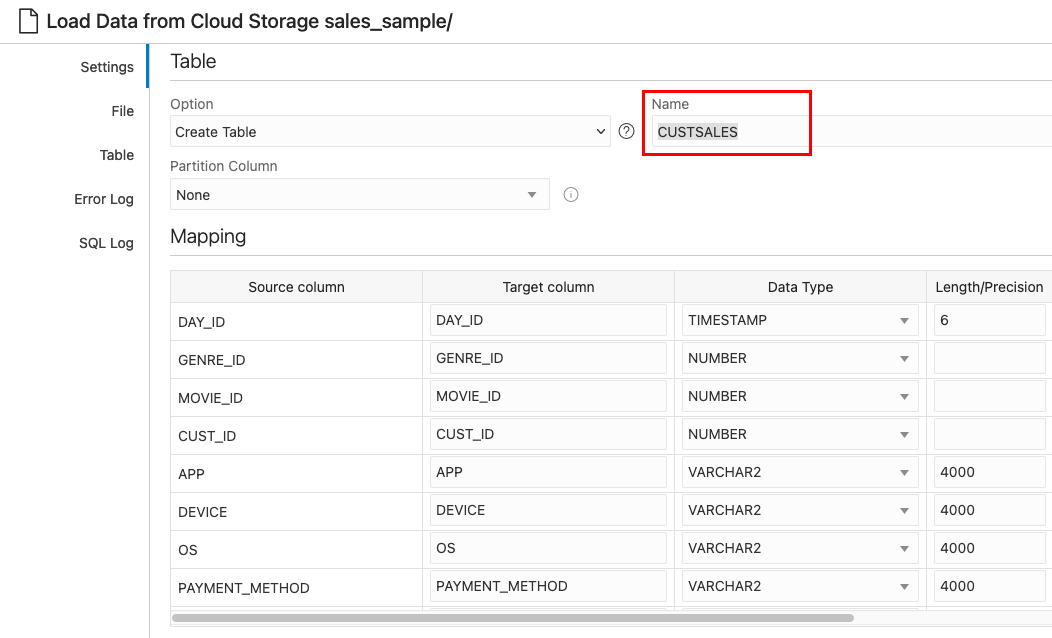 Load Data from Cloud Storage sales_sample/
Settings
File
Table
Error Log
SQL Log
Table
Option
Name
Create Table
?
CUSTSALES
Partition Column
None
i
Mapping
Source column Target column Data Type Length/Precision
DAY_ID DAY_ID TIMESTAMP 6
GENRE_ID GENRE_ID NUMBER
MOVIE_ID MOVIE_ID NUMBER
CUST_ID CUST_ID NUMBER
APP APP VARCHAR2 4000
DEVICE DEVICE VARCHAR2 4000
OS OS VARCHAR2 4000
PAYMENT_METHOD PAYMENT_METHOD VARCHAR2 4000